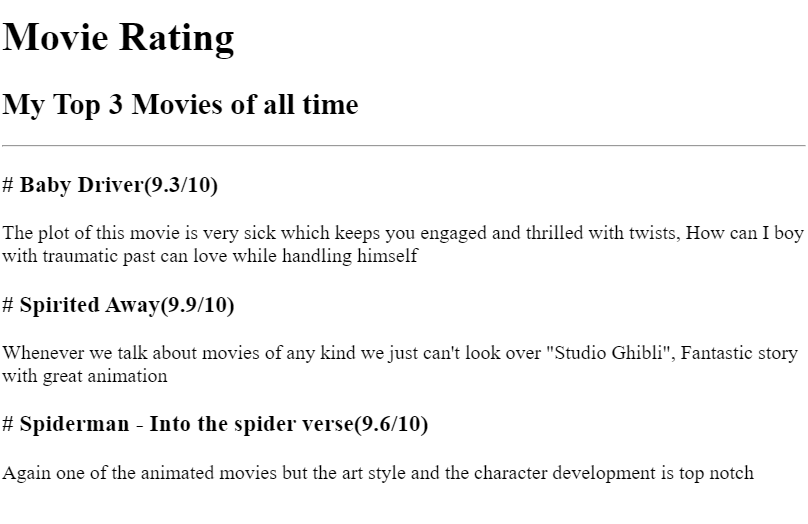 Movie Rating
My Top 3 Movies of all time
# Baby Driver(9.3/10)
The plot of this movie is very sick which keeps you engaged and thrilled with twists, How can I boy
with traumatic past can love while handling himself
# Spirited Away(9.9/10)
Whenever we talk about movies of any kind we just can't look over "Studio Ghibli", Fantastic story
with great animation
# Spiderman - Into the spider verse(9.6/10)
Again one of the animated movies but the art style and the character development is top notch